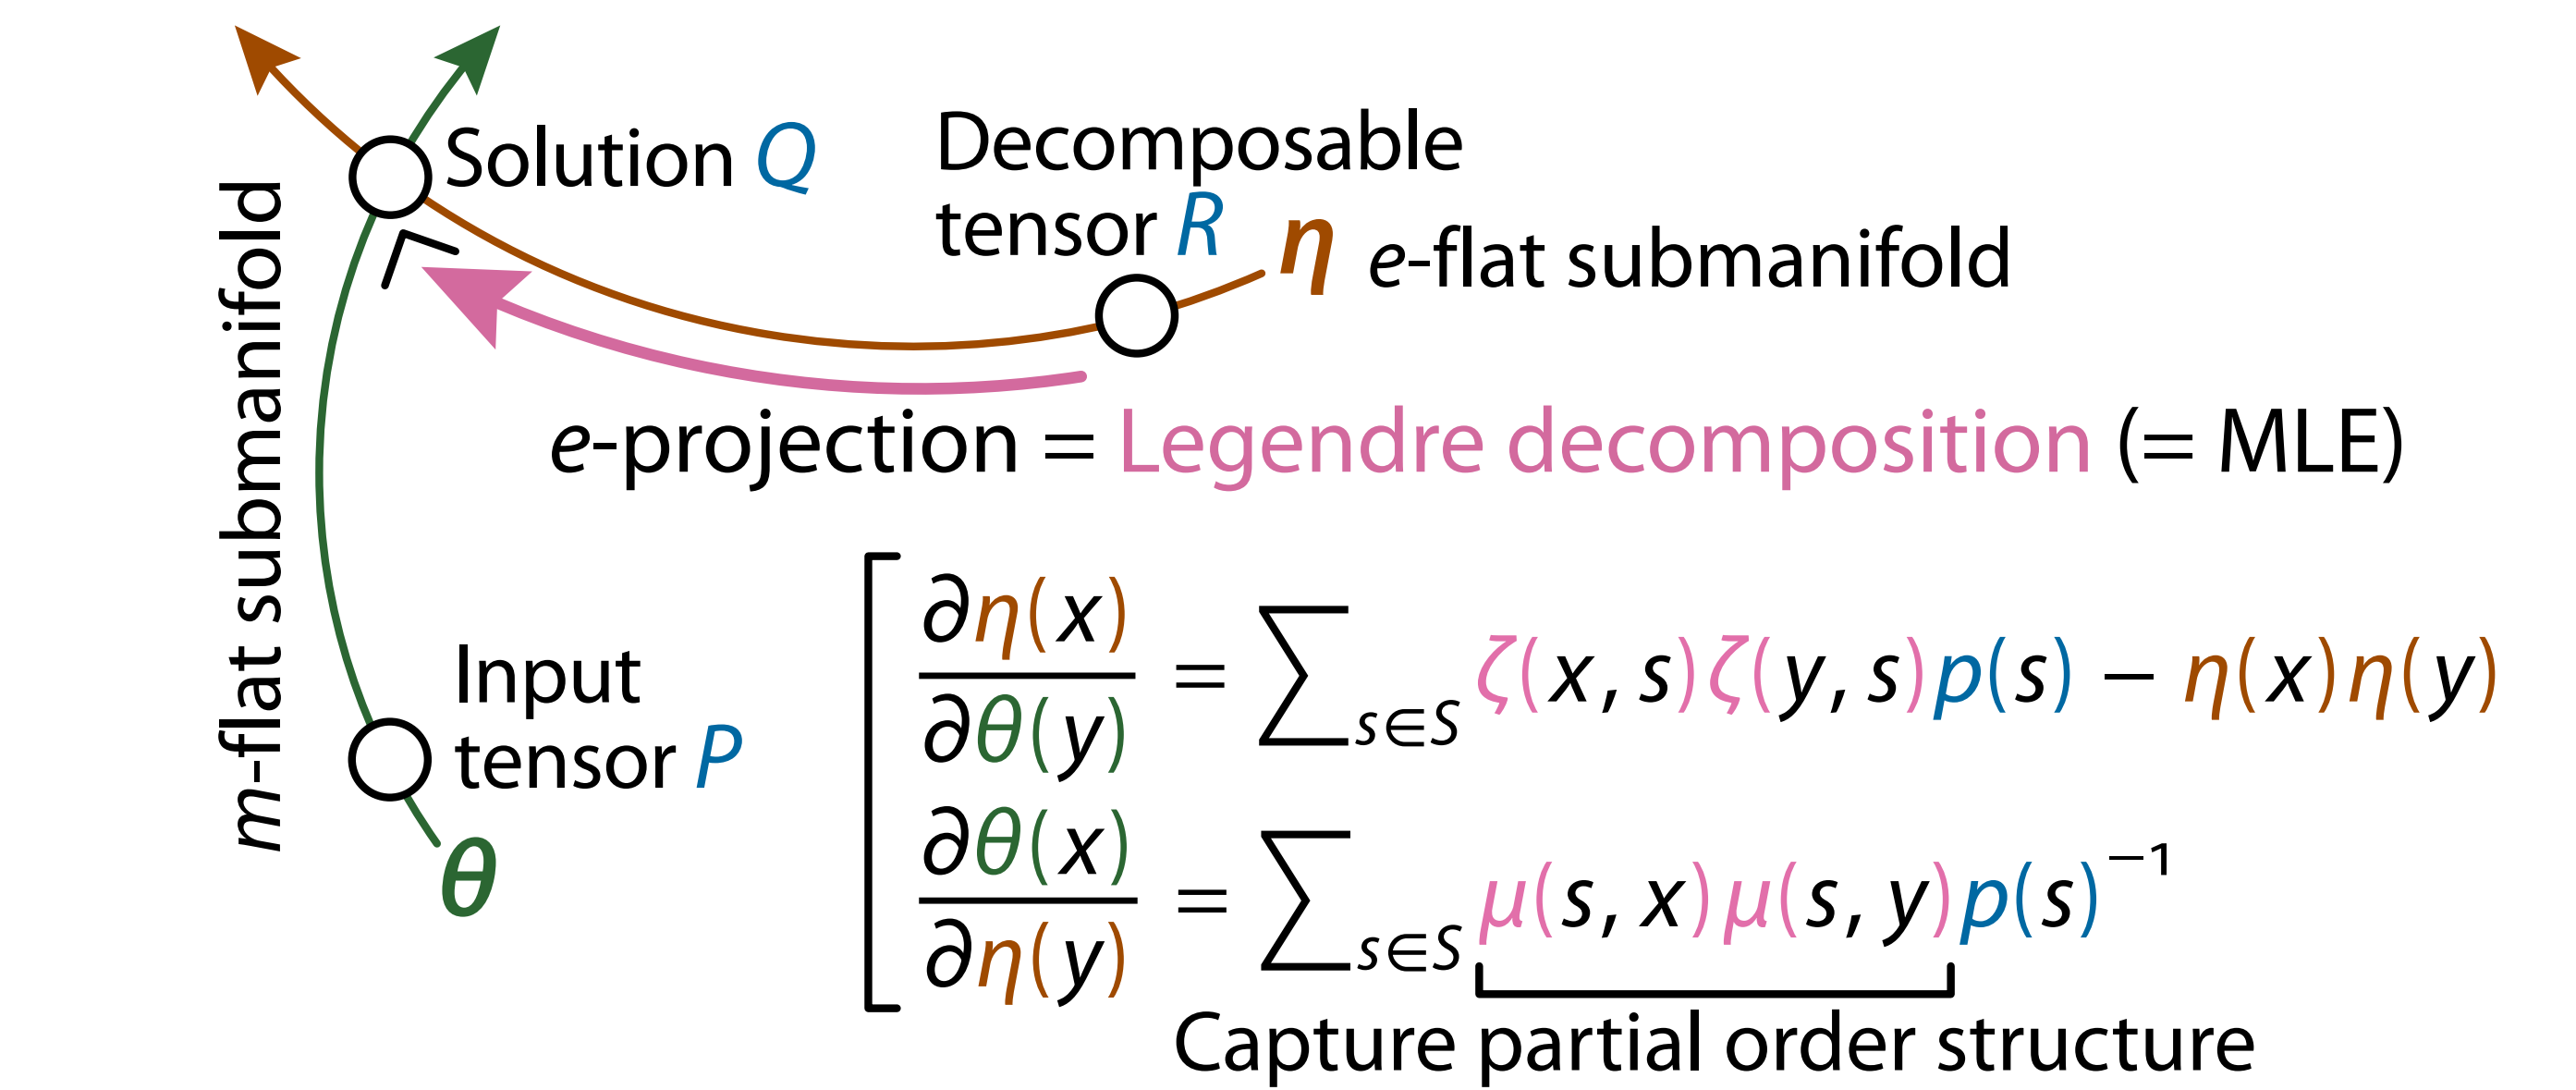 Solution Q
Decomposable
tensor R
η e-flat submanifold
m-flat submanifold
e-projection = Legendre decomposition (= MLE)
Input
tensor P
θ
∂η(x)/∂θ(y) = ∑s∈S ζ(x, s)ζ(y, s)p(s) − η(x)η(y)
∂θ(x)/∂η(y) = ∑s∈S μ(s, x)μ(s, y)p(s)⁻¹
Capture partial order structure